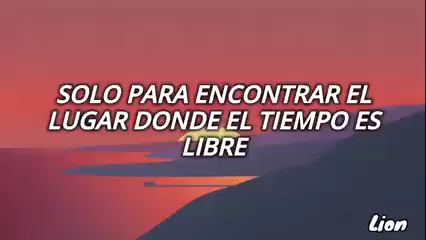 SOLO PARA ENCONTRAR EL
LUGAR DONDE EL TIEMPO ES
LIBRE
Lion